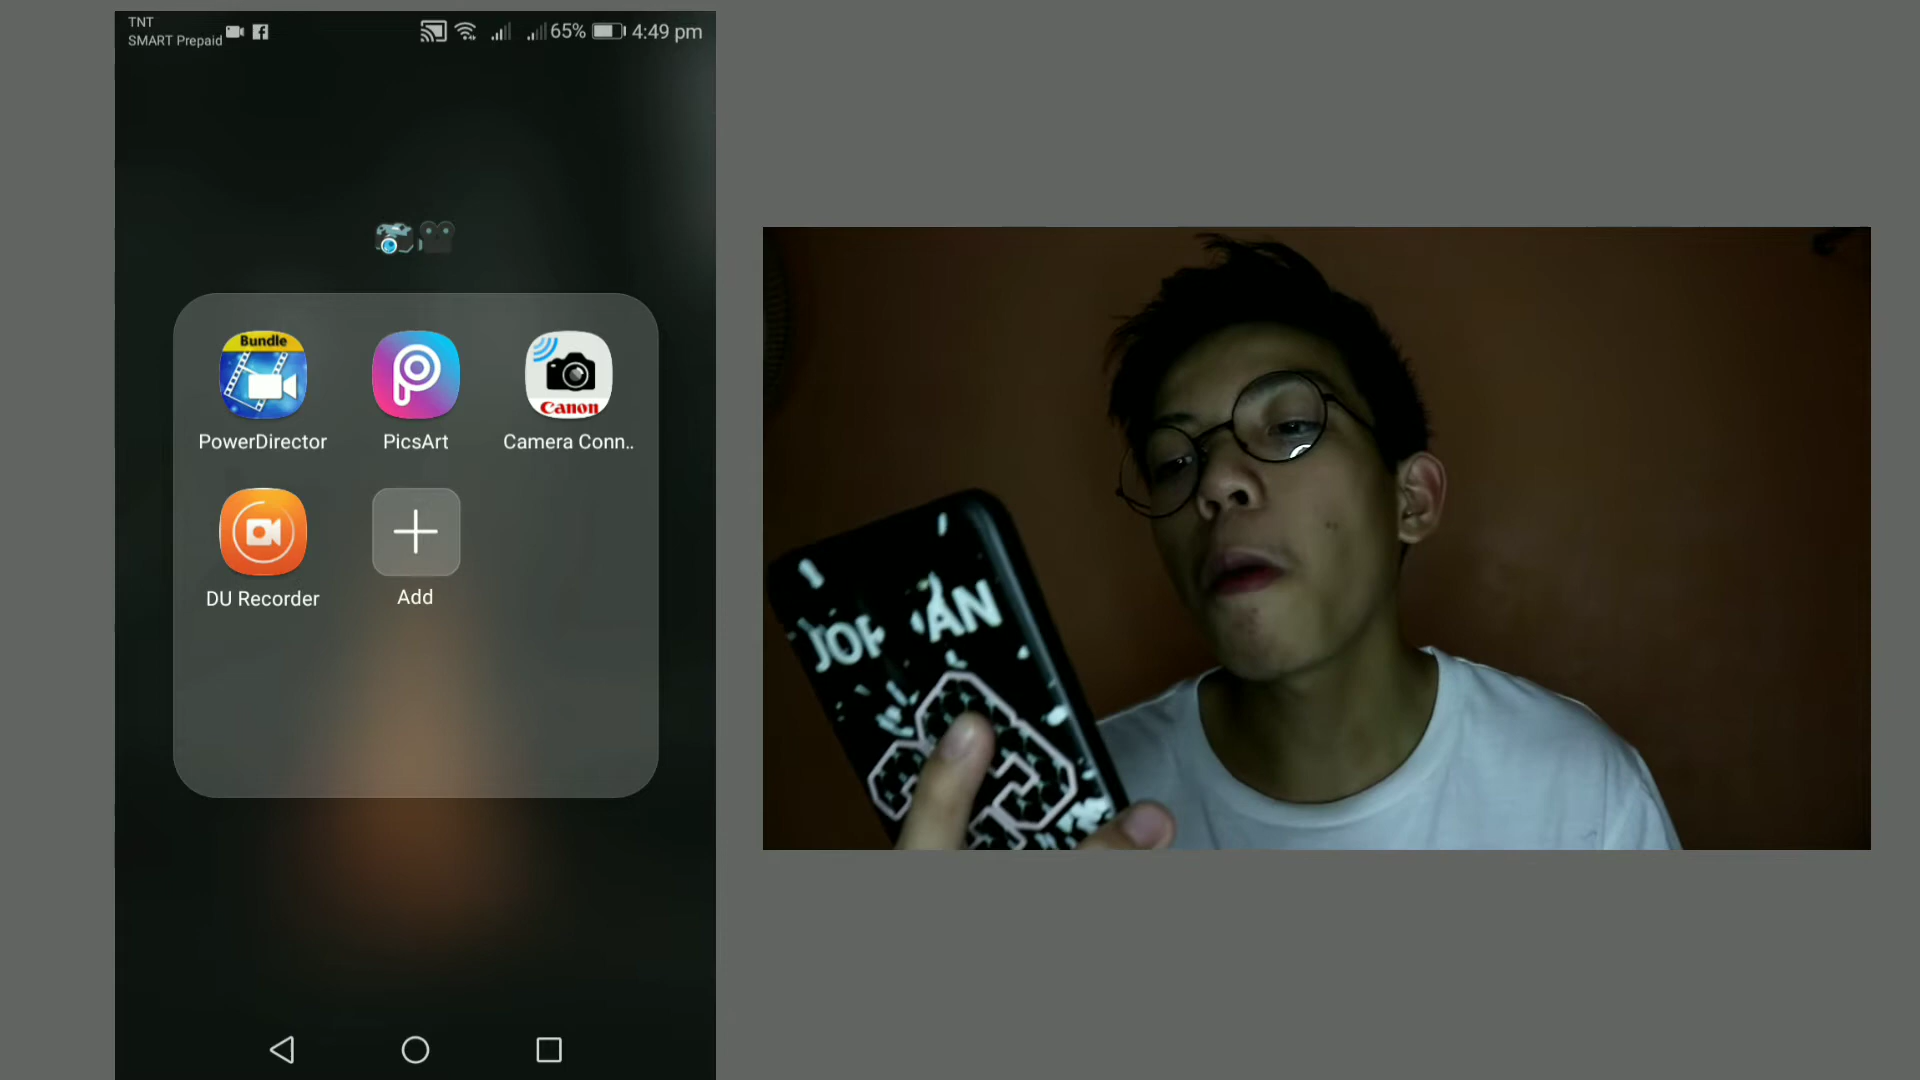 TNT
SMART Prepaid
65% 4:49 pm
Bundle
Canon
PowerDirector
PicsArt
Camera Conn..
DU Recorder
Add